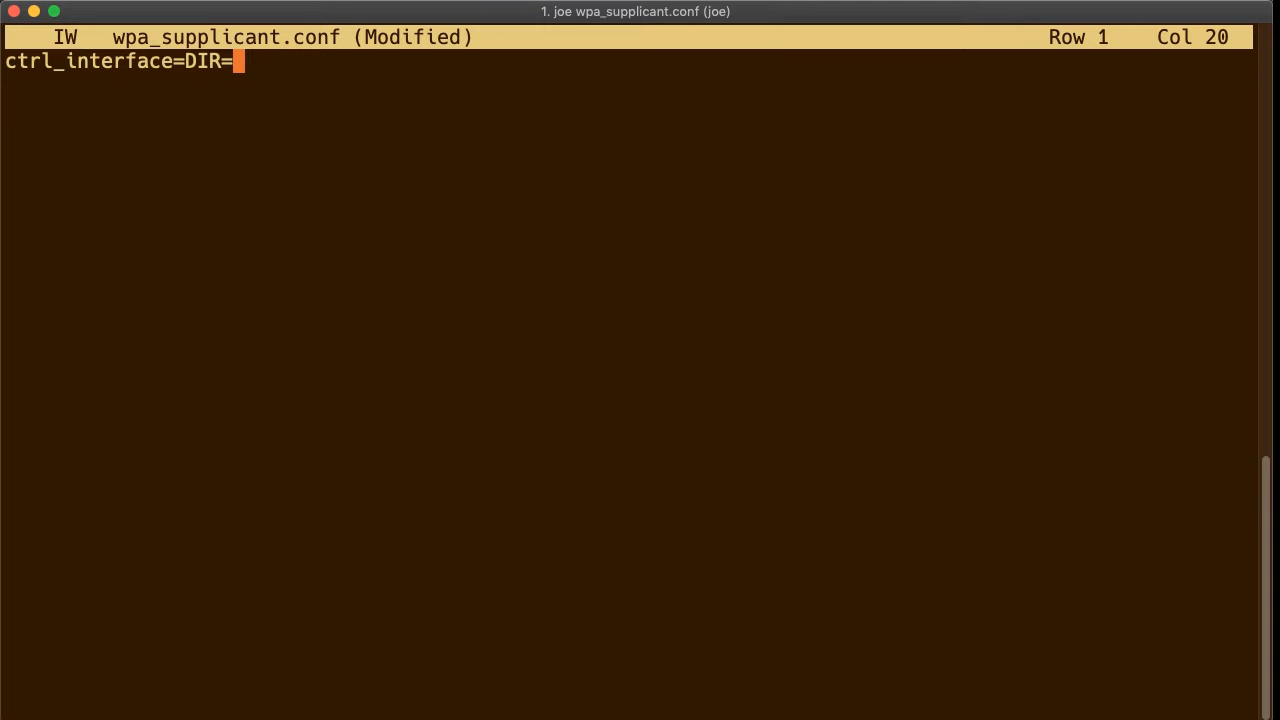 1. joe wpa_supplicant.conf (joe)
IW wpa_supplicant.conf (Modified) Row 1 Col 20
ctrl_interface=DIR=